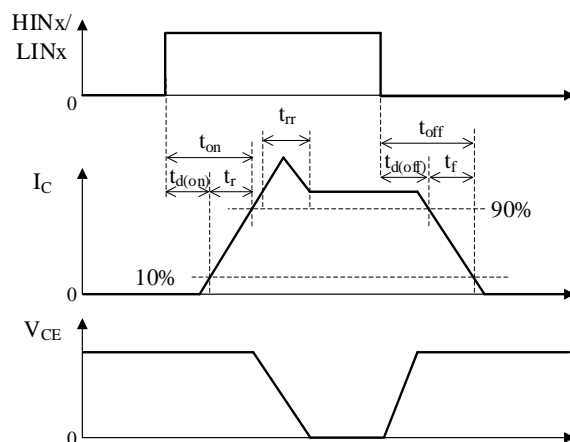 HINx/
LINx
0
ton
trr
toff
td(on)
tr
td(off)
tf
IC
90%
10%
0
VCE
0